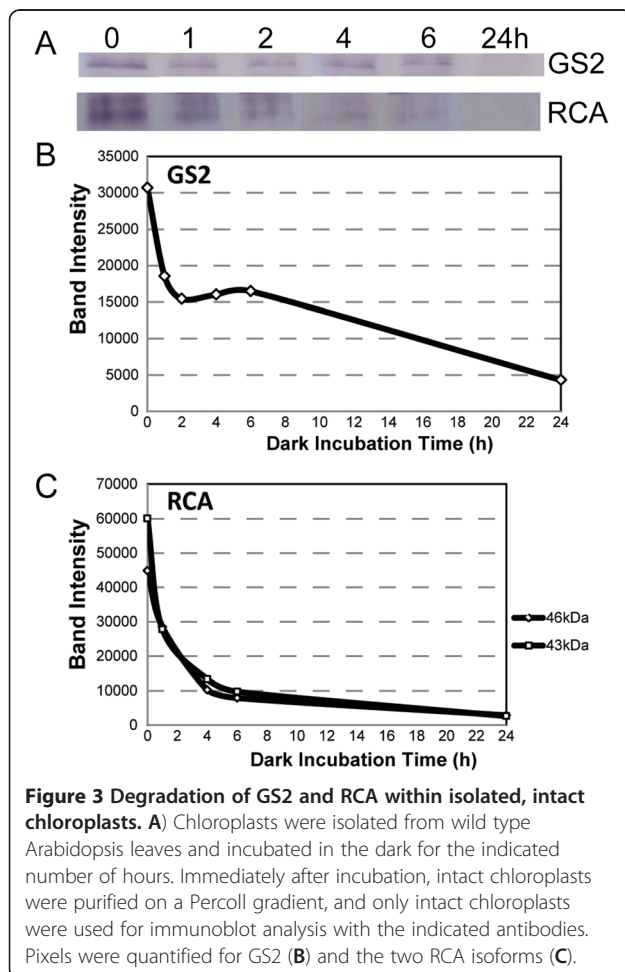 A
0 1 2 4 6 24h
GS2
RCA
B
GS2
35000
30000
25000
20000
15000
10000
5000
0
Band Intensity
0 2 4 6 8 10 12 14 16 18 20 22 24
Dark Incubation Time (h)
C
RCA
70000
60000
50000
40000
30000
20000
10000
0
Band Intensity
46kDa
43kDa
0 2 4 6 8 10 12 14 16 18 20 22 24
Dark Incubation Time (h)
Figure 3 Degradation of GS2 and RCA within isolated, intact
chloroplasts. A) Chloroplasts were isolated from wild type
Arabidopsis leaves and incubated in the dark for the indicated
number of hours. Immediately after incubation, intact chloroplasts
were purified on a Percoll gradient, and only intact chloroplasts
were used for immunoblot analysis with the indicated antibodies.
Pixels were quantified for GS2 (B) and the two RCA isoforms (C).